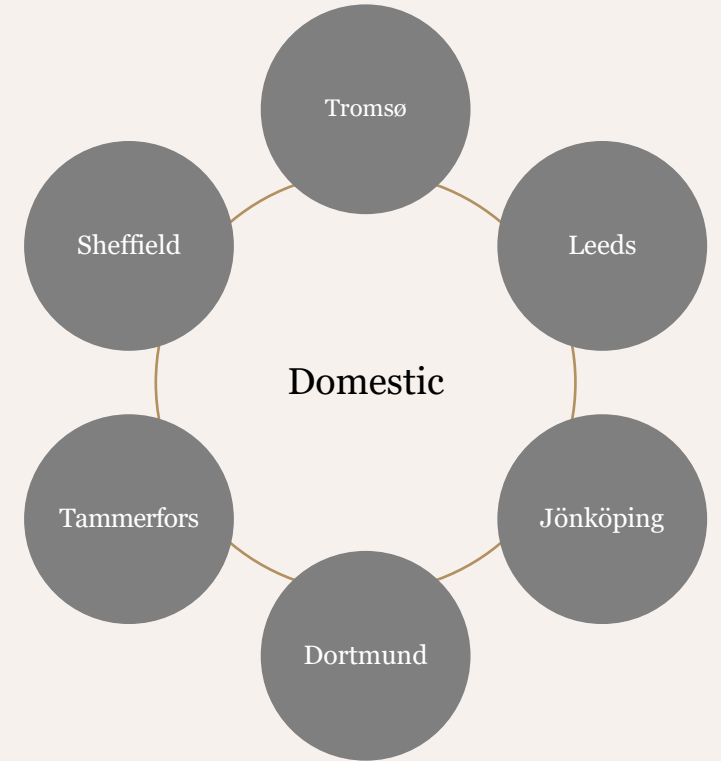 Tromsø
Leeds
Jönköping
Dortmund
Tammerfors
Sheffield
Domestic